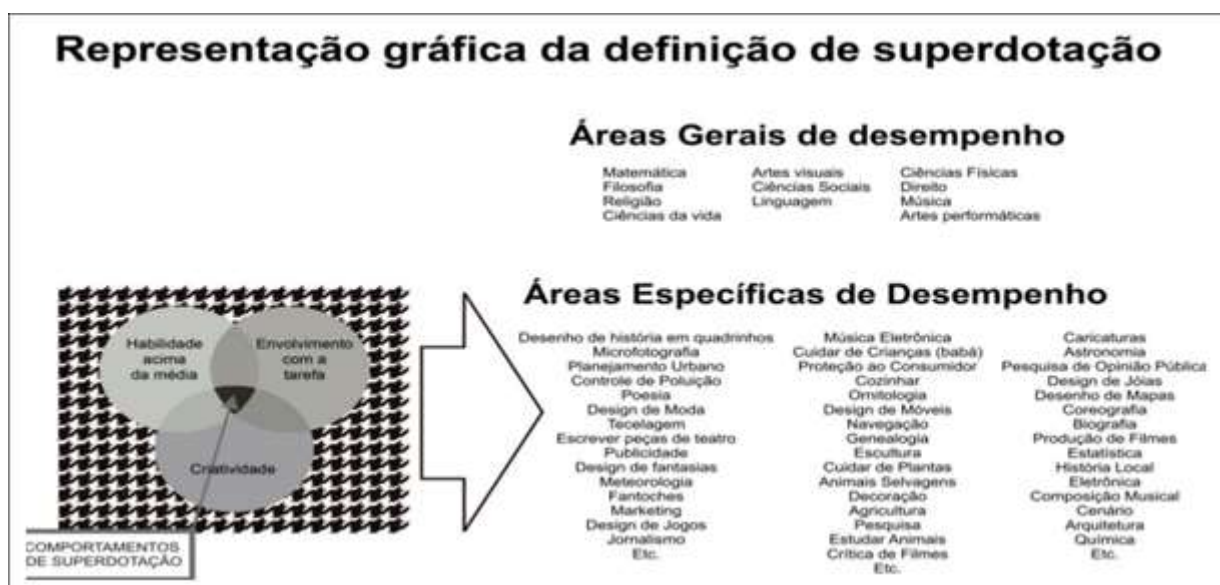 Representação gráfica da definição de superdotação
Áreas Gerais de desempenho
Matemática
Filosofia
Religião
Ciências da vida
Artes visuais
Ciências Sociais
Linguagem
Ciências Físicas
Direito
Música
Artes performáticas
Habilidade
acima
da média
Envolvimento
com a
tarefa
Criatividade
COMPORTAMENTOS
DE SUPERDOTAÇÃO
Áreas Específicas de Desempenho
Desenho de história em quadrinhos
Microfotografia
Planejamento Urbano
Controle de Poluição
Poesia
Design de Moda
Tecelagem
Escrever peças de teatro
Publicidade
Design de fantasias
Meteorologia
Fantoches
Marketing
Design de Jogos
Jornalismo
Etc.
Música Eletrônica
Cuidar de Crianças (babá)
Proteção ao Consumidor
Cozinhar
Ornitologia
Design de Móveis
Navegação
Genealogia
Escultura
Cuidar de Plantas
Animais Selvagens
Decoração
Agricultura
Pesquisa
Estudar Animais
Crítica de Filmes
Etc.
Caricaturas
Astronomia
Pesquisa de Opinião Pública
Design de Jóias
Desenho de Mapas
Coreografia
Biografia
Produção de Filmes
Estatística
História Local
Eletrônica
Composição Musical
Cenário
Arquitetura
Química
Etc.